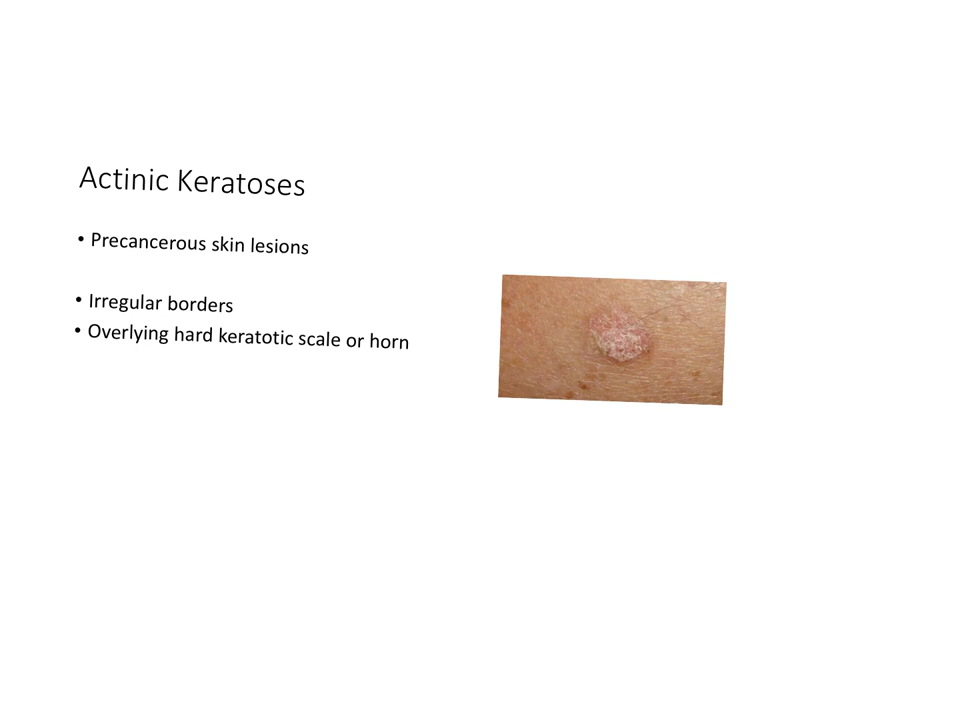 Actinic Keratoses
• Precancerous skin lesions
• Irregular borders
• Overlying hard keratotic scale or horn